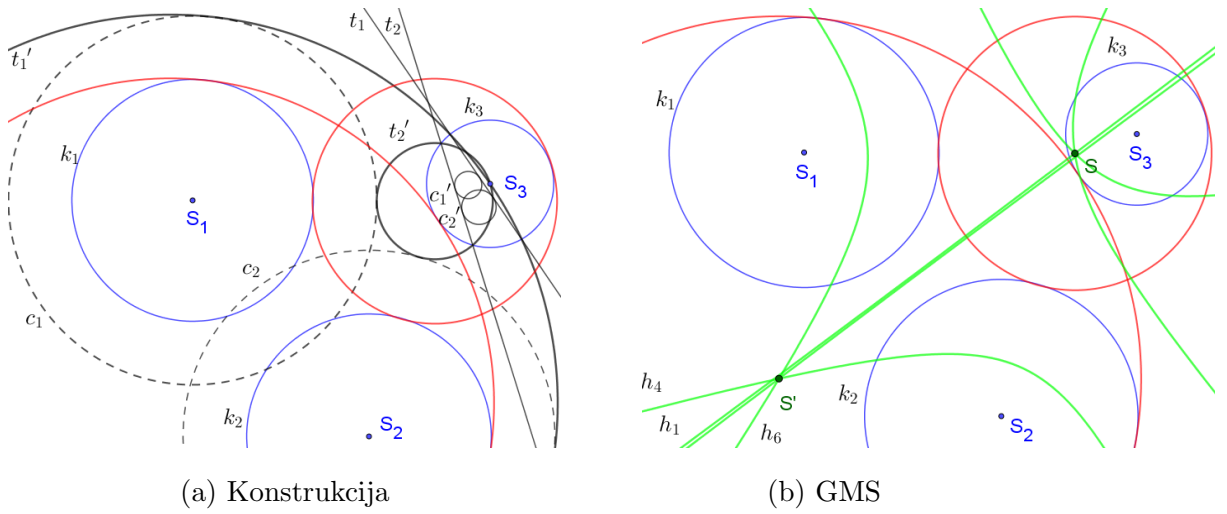 t₁' t₁ t₂
k₁ t₂' k₃
S₁ c₁' S₃
c₂'
c₁ c₂
k₂ S₂
(a) Konstrukcija
k₁ k₃
S₁ S S₃
h₄ S' k₂
h₁ h₆ S₂
(b) GMS